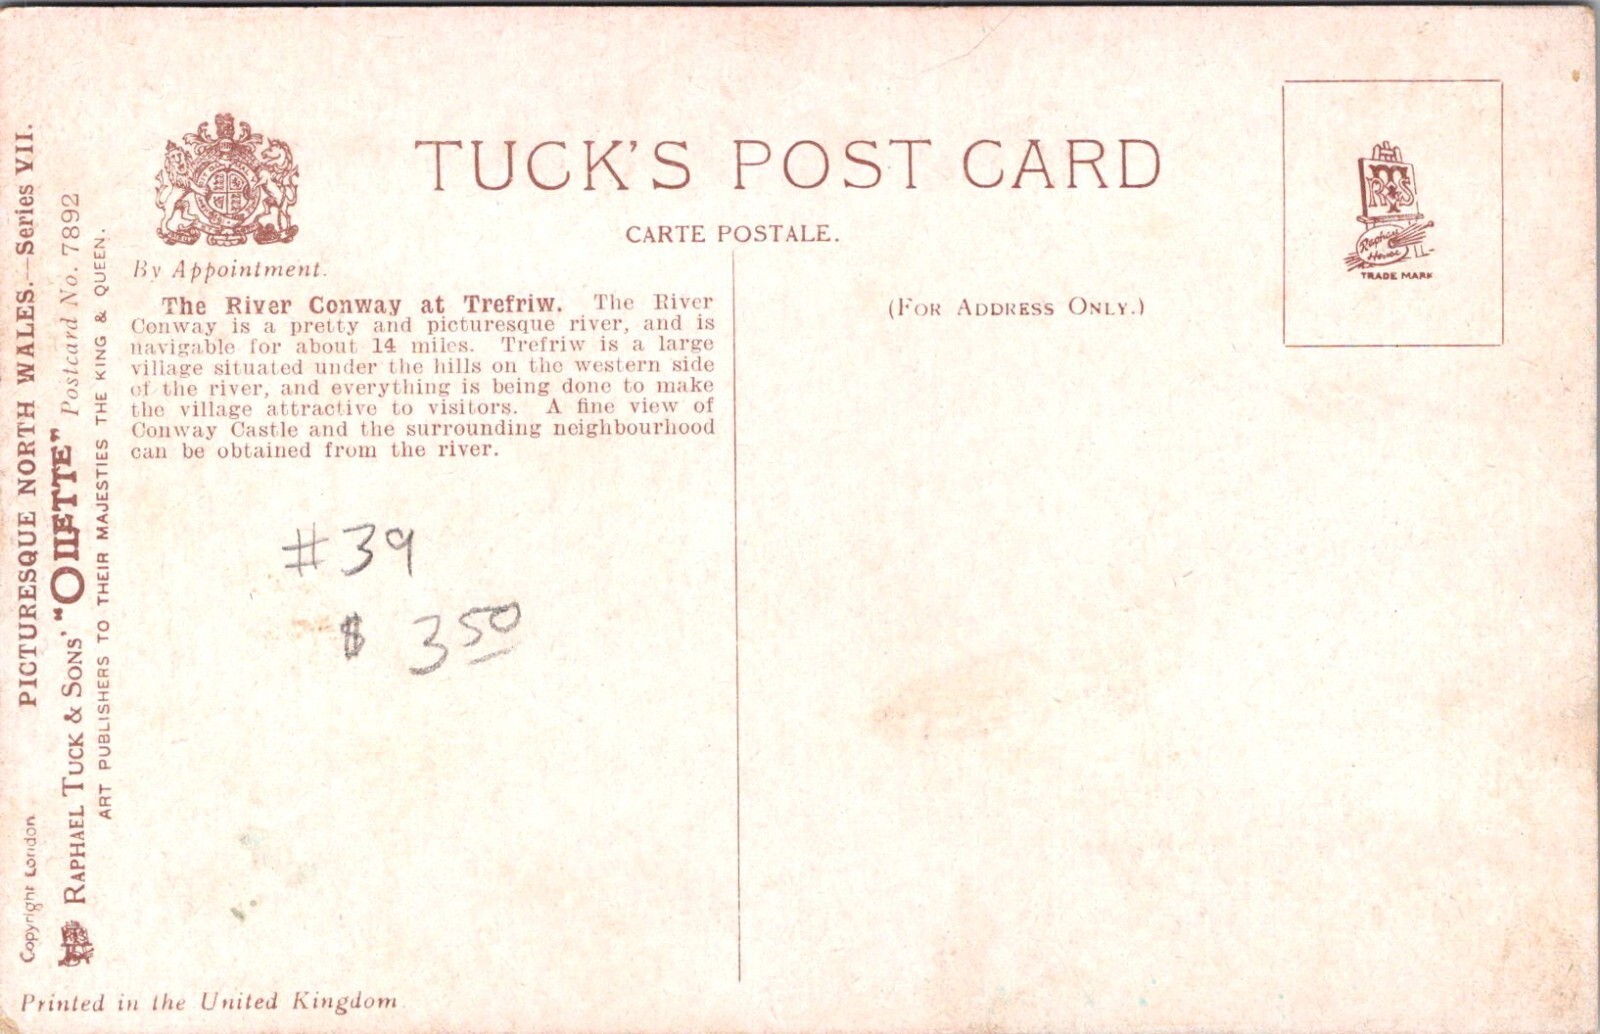 TUCK'S POST CARD
CARTE POSTALE.
By Appointment.
(FOR ADDRESS ONLY.)
TRADE MARK
Raphael
House
The River Conway at Trefriw. The River
Conway is a pretty and picturesque river, and is
navigable for about 14 miles. Trefriw is a large
village situated under the hills on the western side
of the river, and everything is being done to make
the village attractive to visitors. A fine view of
Conway Castle and the surrounding neighbourhood
can be obtained from the river.
#39
$ 3.50
PICTURESQUE NORTH WALES.—Series VII.
Copyright London
RAPHAEL TUCK & SONS' "OILETTE" Postcard No. 7892
ART PUBLISHERS TO THEIR MAJESTIES THE KING & QUEEN.
Printed in the United Kingdom